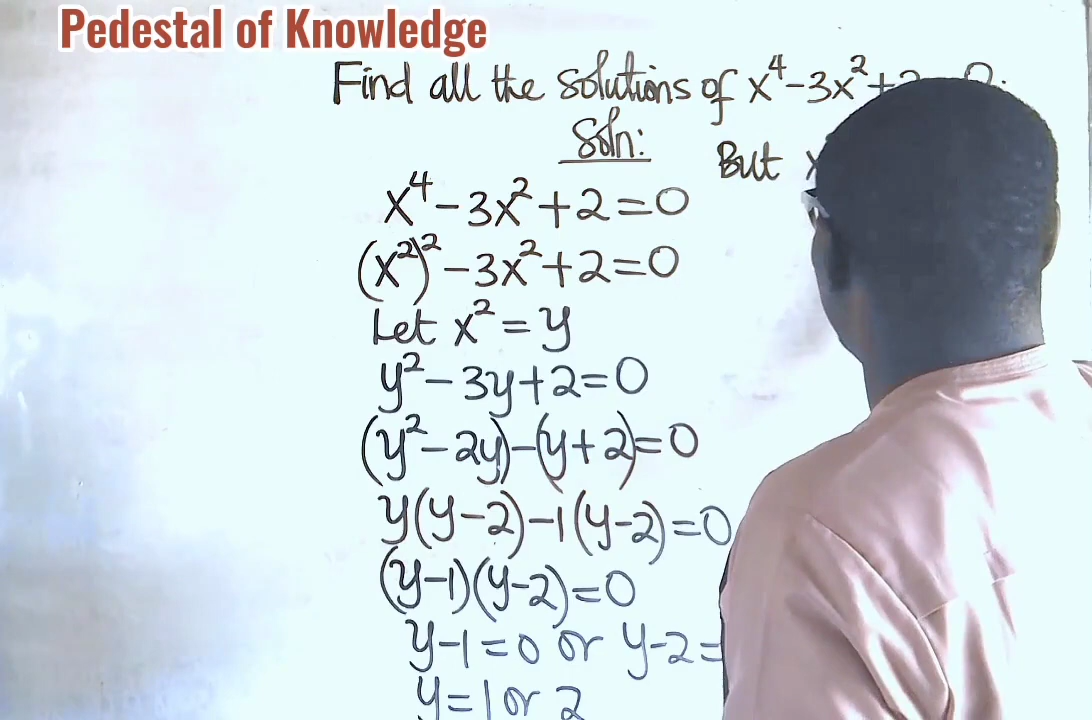 Pedestal of Knowledge
Find all the solutions of x⁴-3x²+
Soln:
But x
x⁴-3x²+2=0
(x²)²-3x²+2=0
Let x²=y
y²-3y+2=0
(y²-2y)-(y+2)=0
y(y-2)-1(y-2)=0
(y-1)(y-2)=0
y-1=0 or y-2=
y=1 or 2